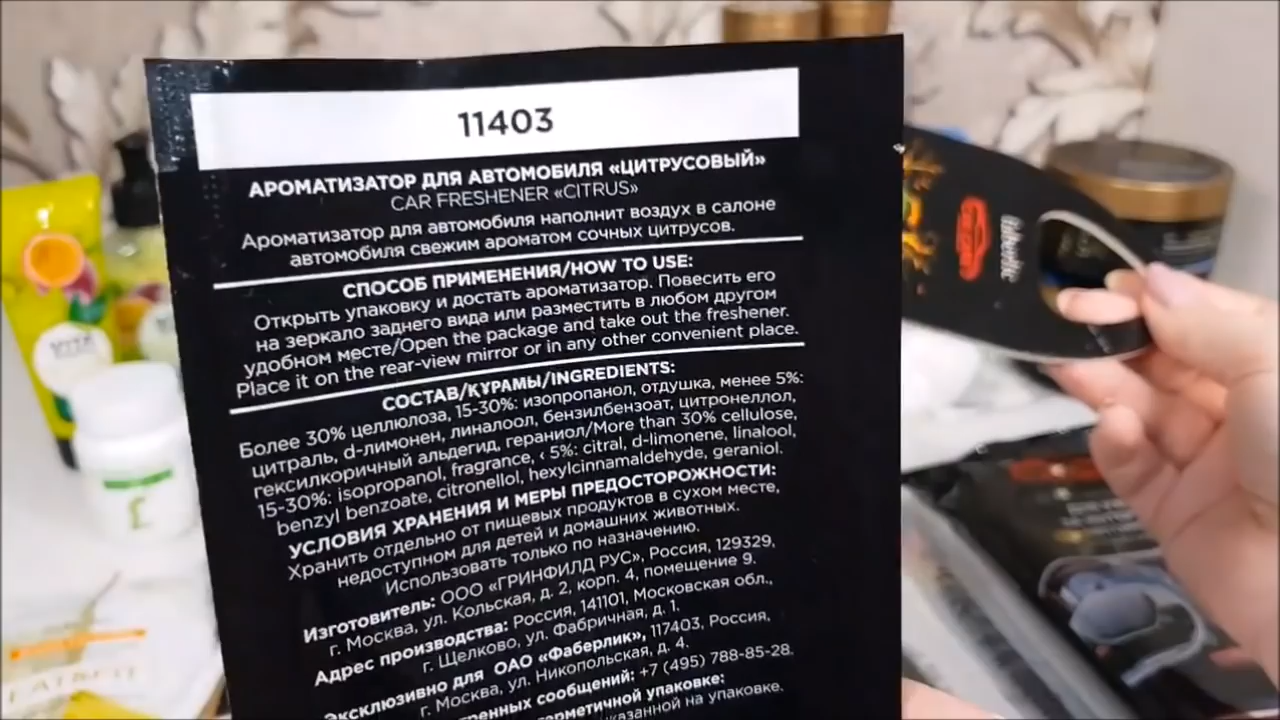 11403
АРОМАТИЗАТОР ДЛЯ АВТОМОБИЛЯ «ЦИТРУСОВЫЙ»
CAR FRESHENER «CITRUS»
Ароматизатор для автомобиля наполнит воздух в салоне
автомобиля свежим ароматом сочных цитрусов.
СПОСОБ ПРИМЕНЕНИЯ/HOW TO USE:
Открыть упаковку и достать ароматизатор. Повесить его
на зеркало заднего вида или разместить в любом другом
удобном месте/Open the package and take out the freshener.
Place it on the rear-view mirror or in any other convenient place.
СОСТАВ/ҚҰРАМЫ/INGREDIENTS:
Более 30% целлюлоза, 15-30%: изопропанол, отдушка, менее 5%:
цитраль, d-лимонен, линалоол, бензилбензоат, цитронеллол,
гексилкоричный альдегид, гераниол/More than 30% cellulose,
15-30%: isopropanol, fragrance, < 5%: citral, d-limonene, linalool,
benzyl benzoate, citronellol, hexylcinnamaldehyde, geraniol.
УСЛОВИЯ ХРАНЕНИЯ И МЕРЫ ПРЕДОСТОРОЖНОСТИ:
Хранить отдельно от пищевых продуктов в сухом месте,
недоступном для детей и домашних животных.
Использовать только по назначению.
Изготовитель: ООО «ГРИНФИЛД РУС», Россия, 129329,
г. Москва, ул. Кольская, д. 2, корп. 4, помещение 9.
Адрес производства: Россия, 141101, Московская обл.,
г. Щелково, ул. Фабричная, д. 1.
Эксклюзивно для ОАО «Фаберлик», 117403, Россия,
г. Москва, ул. Никопольская, д. 4.
сообщений: +7 (495) 788-85-28.
упаковке:
на упаковке.
faberlic
VITA